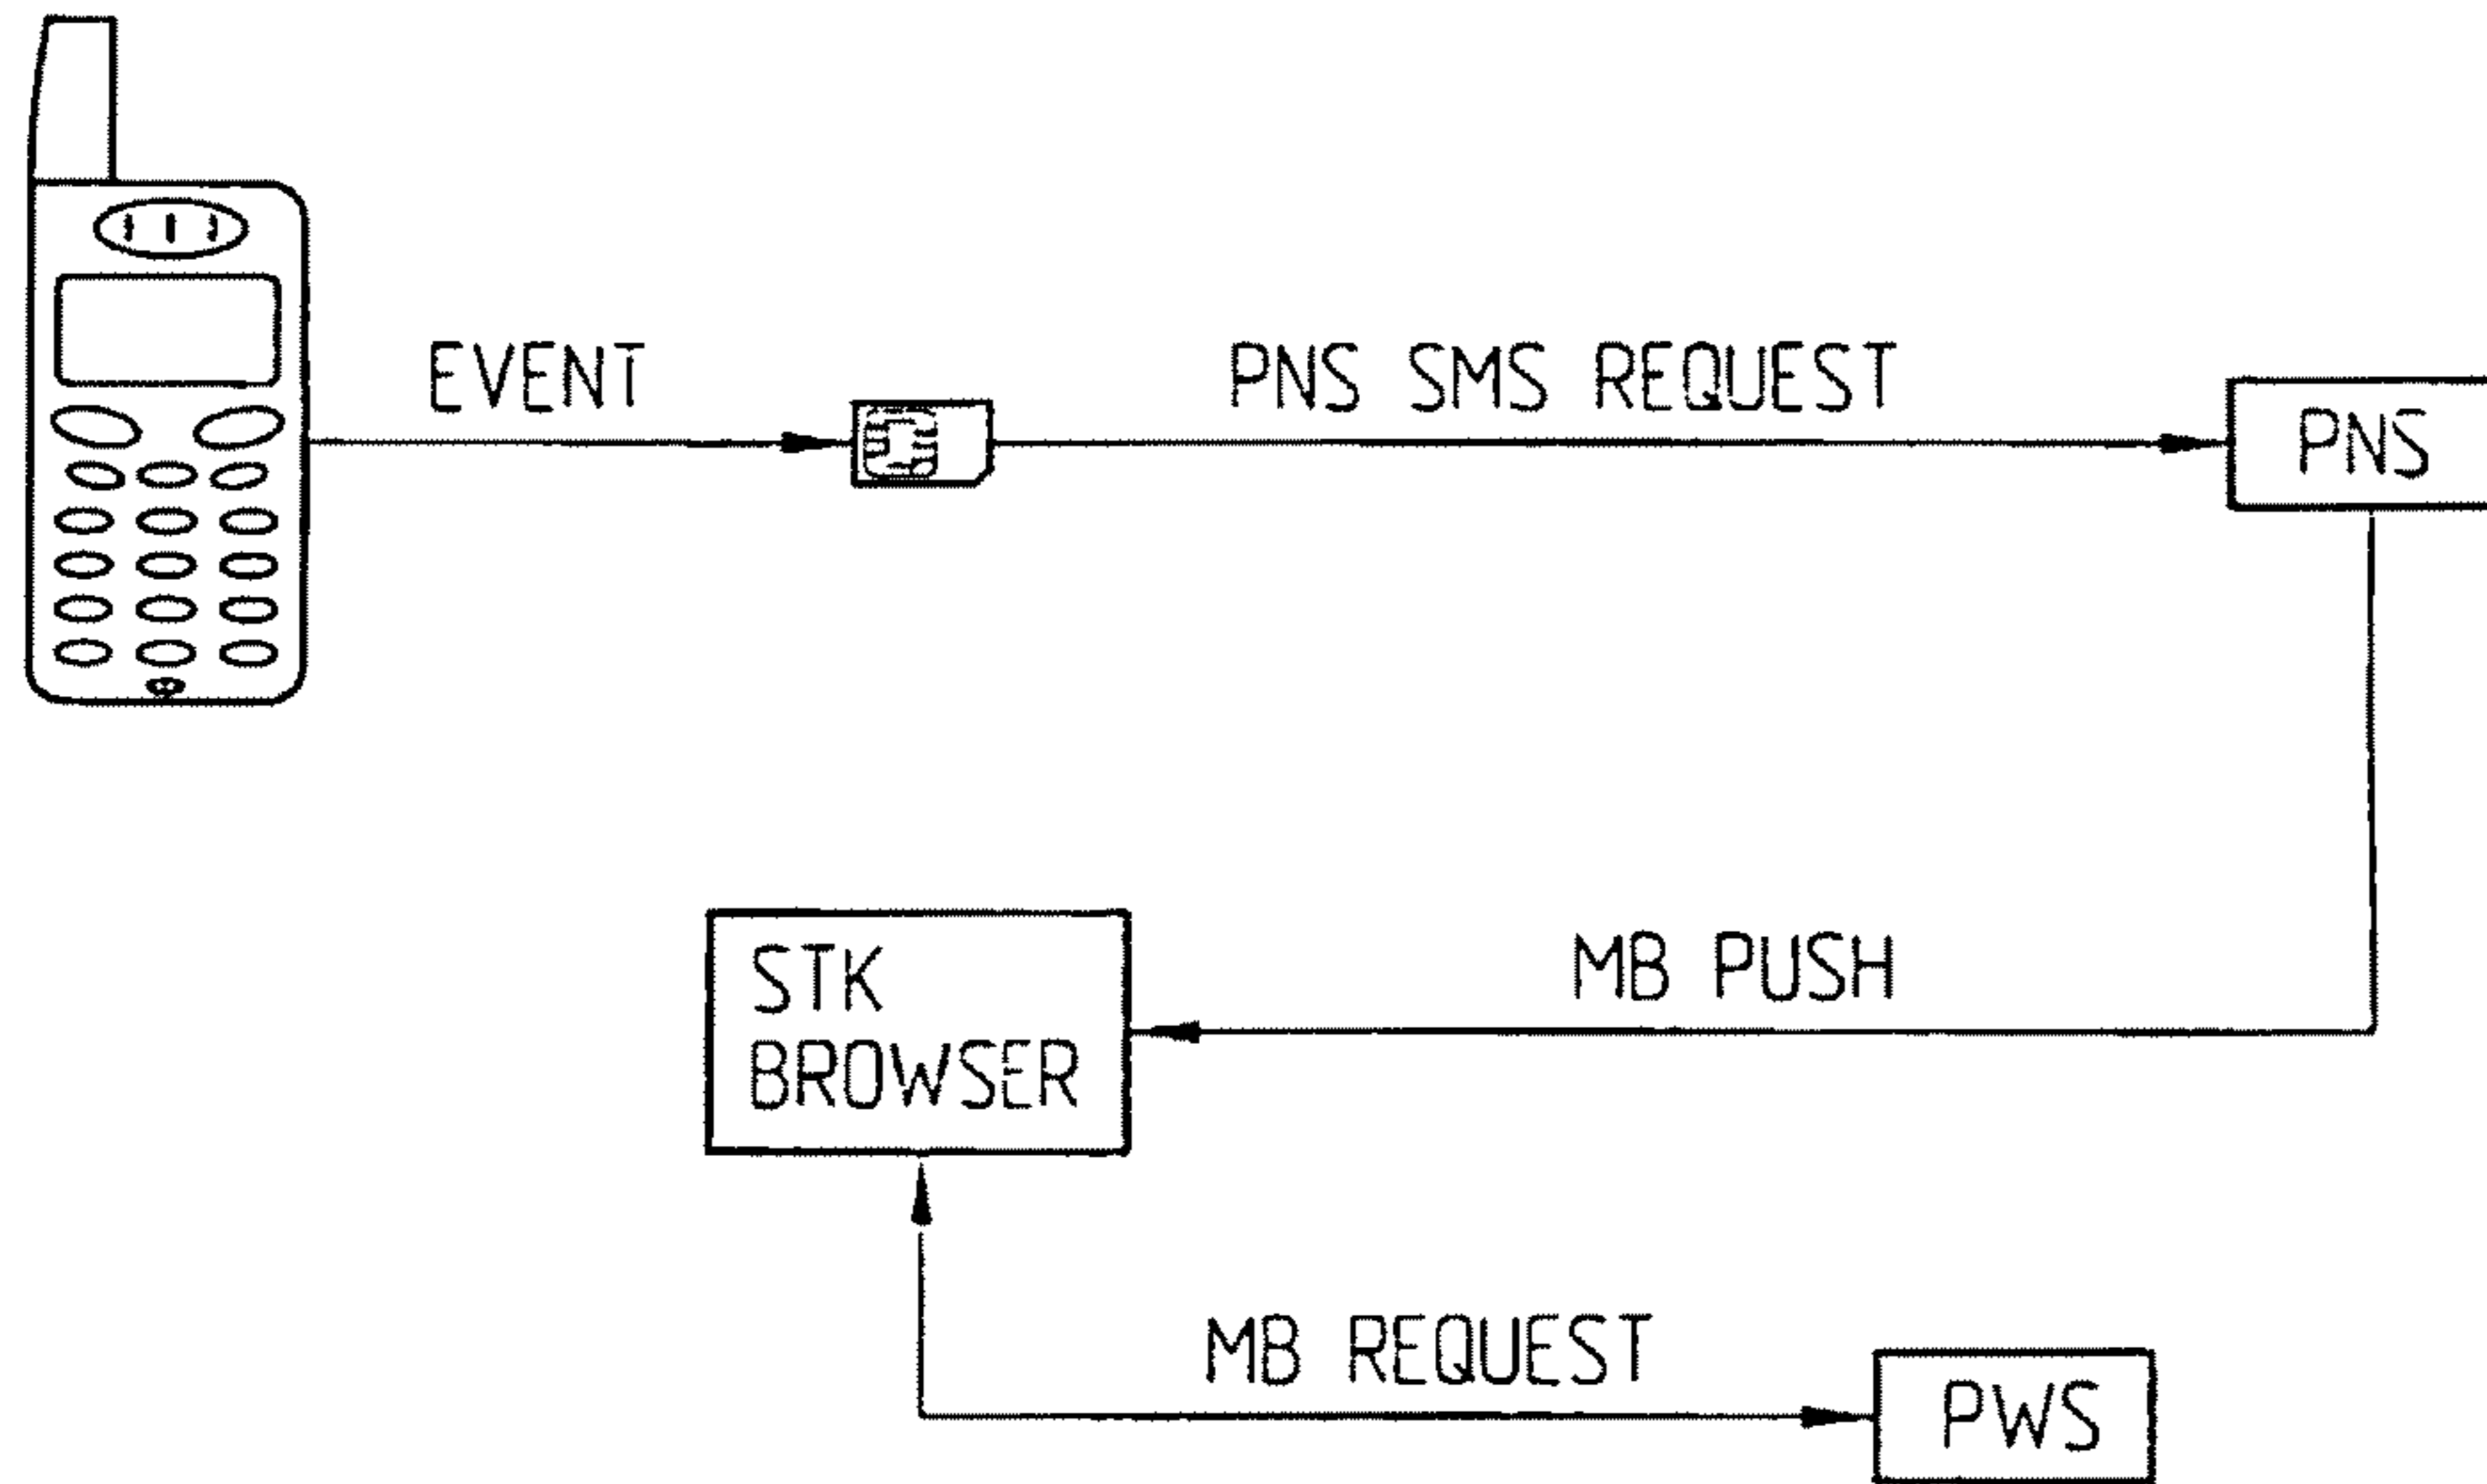 EVENT
PNS SMS REQUEST
PNS
STK
BROWSER
MB PUSH
MB REQUEST
PWS